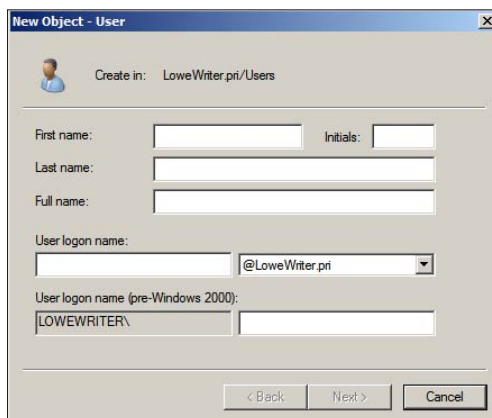 New Object - User
Create in: LoweWriter.pri/Users
First name: Initials:
Last name:
Full name:
User logon name:
@LoweWriter.pri
User logon name (pre-Windows 2000):
LOWEWRITER\
< Back Next > Cancel